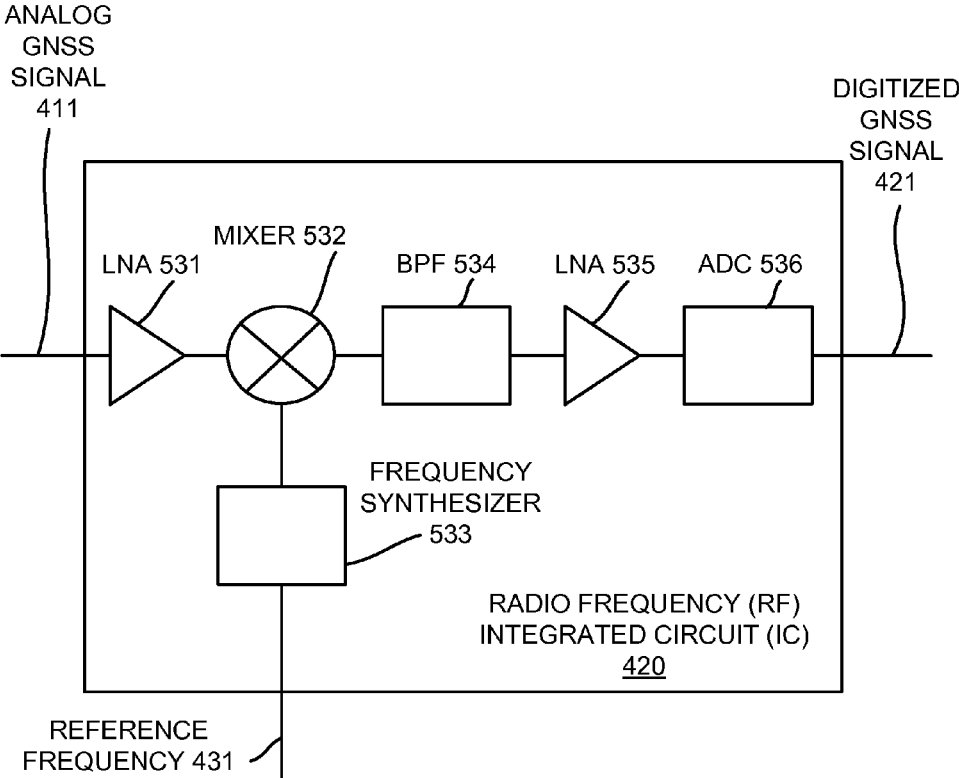 ANALOG
GNSS
SIGNAL
411
DIGITIZED
GNSS
SIGNAL
421
MIXER 532
LNA 531
BPF 534
LNA 535
ADC 536
FREQUENCY
SYNTHESIZER
533
RADIO FREQUENCY (RF)
INTEGRATED CIRCUIT (IC)
420
REFERENCE
FREQUENCY 431